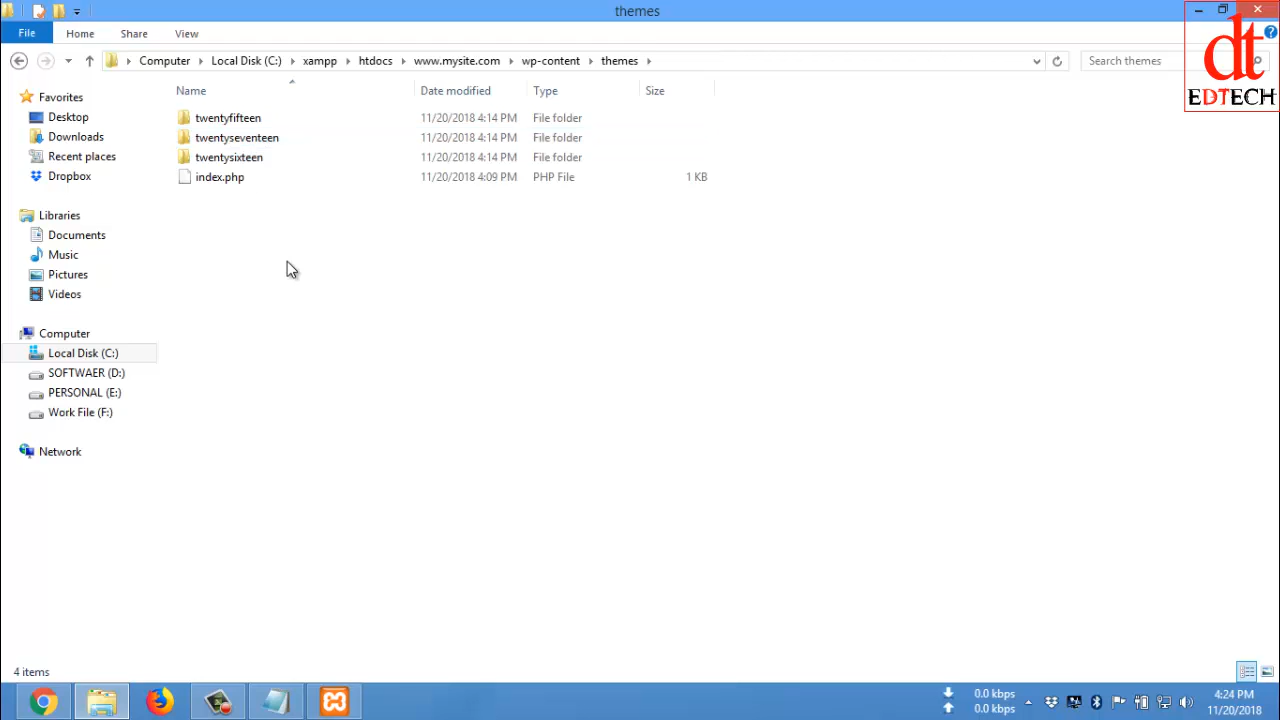 themes
File Home Share View
Computer Local Disk (C:) xampp htdocs www.mysite.com wp-content themes
Search themes
dt
EDTECH
Name Date modified Type Size
twentyfifteen 11/20/2018 4:14 PM File folder
twentyseventeen 11/20/2018 4:14 PM File folder
twentysixteen 11/20/2018 4:14 PM File folder
index.php 11/20/2018 4:09 PM PHP File 1 KB
Favorites
Desktop
Downloads
Recent places
Dropbox
Libraries
Documents
Music
Pictures
Videos
Computer
Local Disk (C:)
SOFTWAER (D:)
PERSONAL (E:)
Work File (F:)
Network
4 items
0.0 kbps
0.0 kbps
4:24 PM
11/20/2018